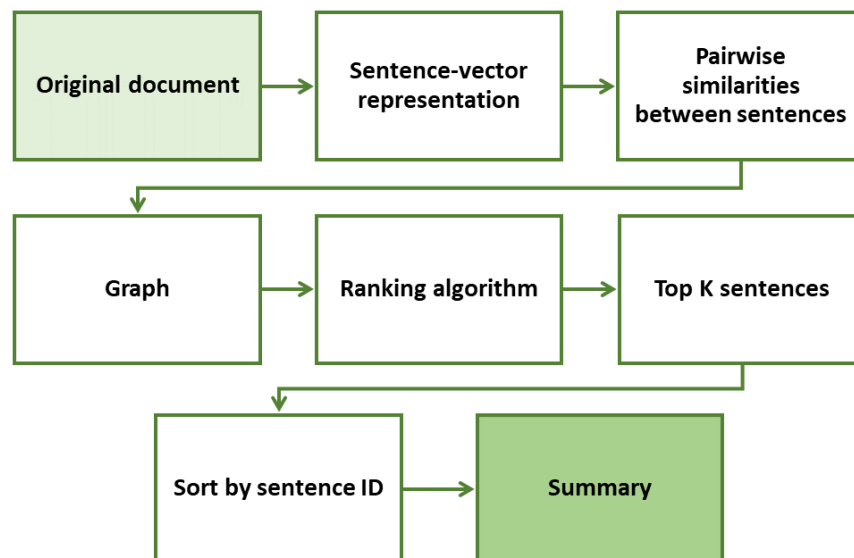 Original document
Sentence-vector
representation
Pairwise
similarities
between sentences
Graph
Ranking algorithm
Top K sentences
Sort by sentence ID
Summary